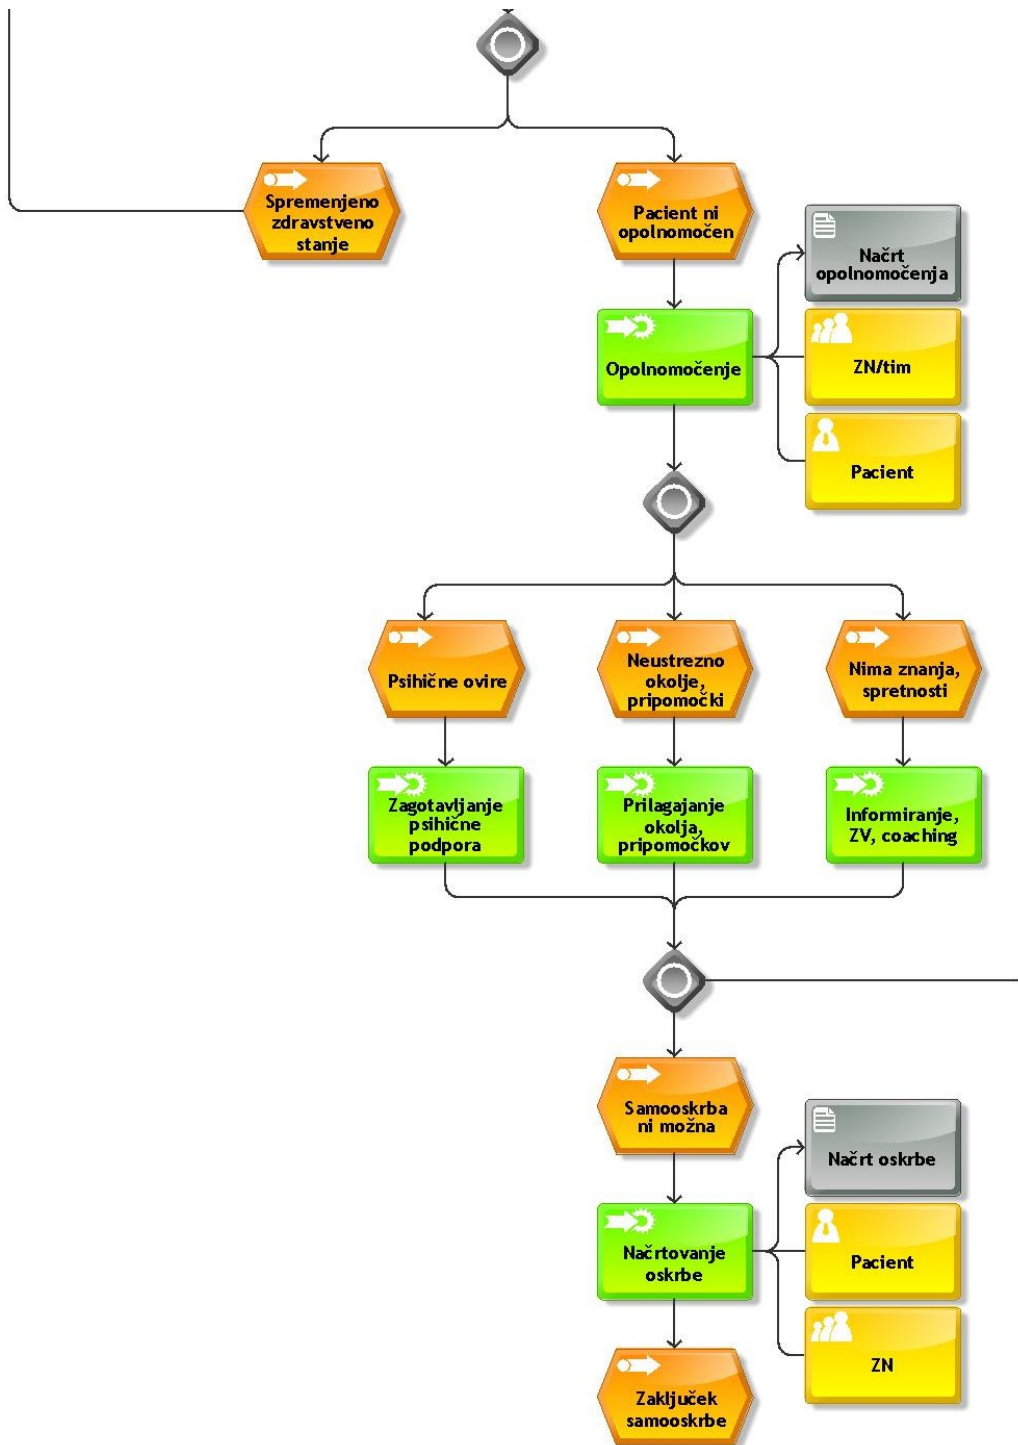 Spremenjeno
zdravstveno
stanje
Pacient ni
opolnomočen
Načrt
opolnomočenja
Opolnomočenje
ZN/tim
Pacient
Psihične ovire
Neustrezno
okolje,
pripomočki
Nima znanja,
spretnosti
Zagotavljanje
psihične
podpora
Prilagajanje
okolja,
pripomočkov
Informiranje,
ZV, coaching
Samooskrba
ni možna
Načrt oskrbe
Načrtovanje
oskrbe
Pacient
ZN
Zaključek
samooskrbe